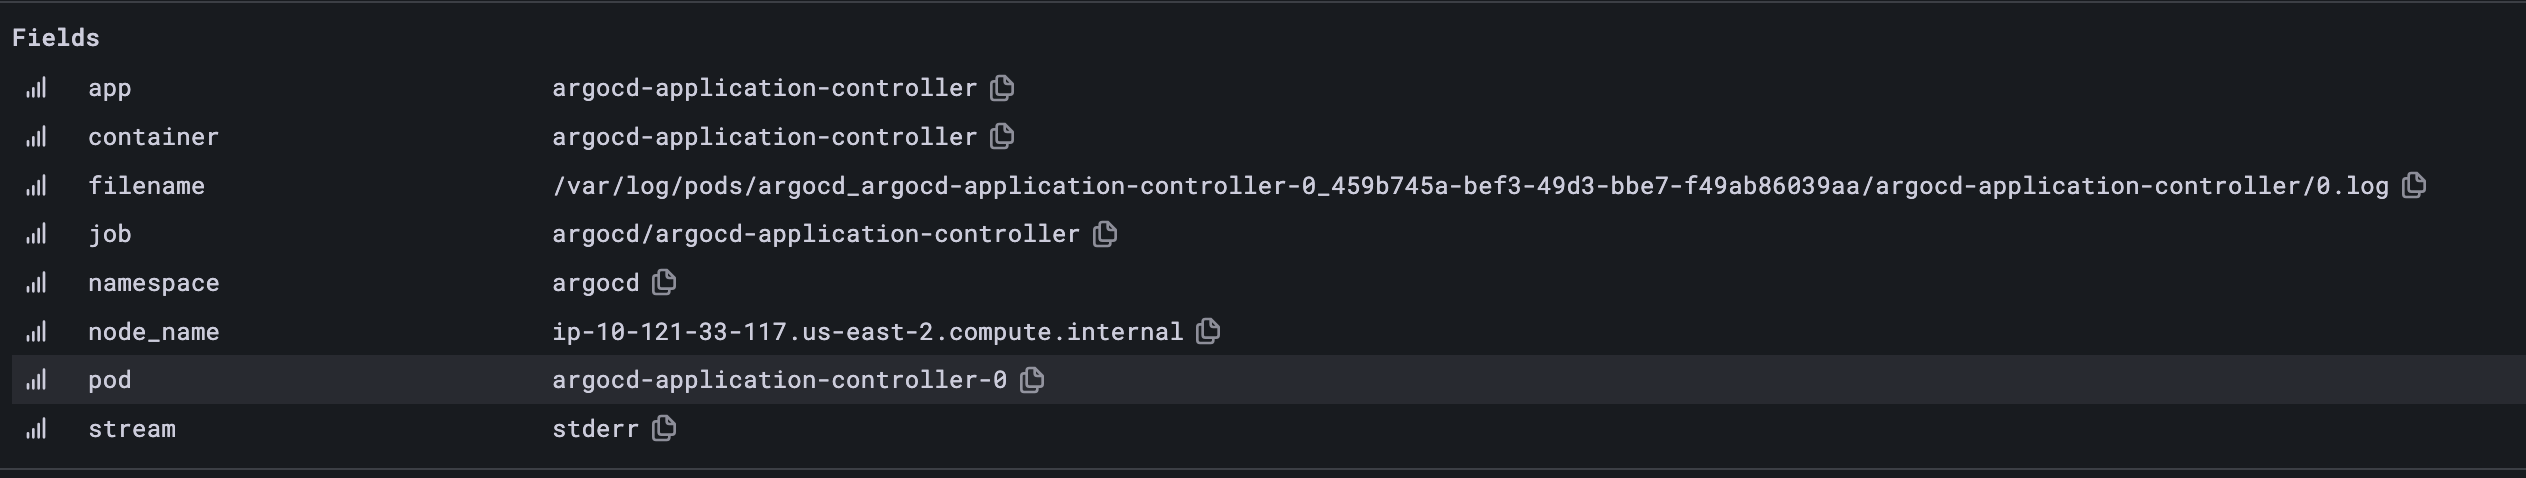 Fields
app argocd-application-controller
container argocd-application-controller
filename /var/log/pods/argocd_argocd-application-controller-0_459b745a-bef3-49d3-bbe7-f49ab86039aa/argocd-application-controller/0.log
job argocd/argocd-application-controller
namespace argocd
node_name ip-10-121-33-117.us-east-2.compute.internal
pod argocd-application-controller-0
stream stderr